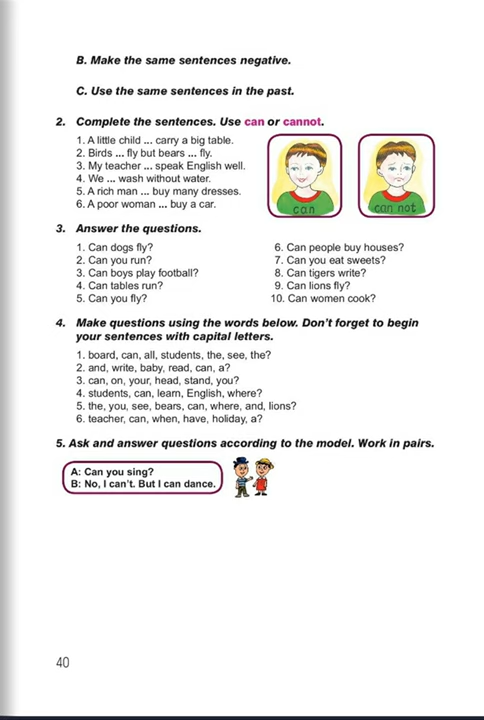 B. Make the same sentences negative.
C. Use the same sentences in the past.
2. Complete the sentences. Use can or cannot.
1. A little child ... carry a big table.
2. Birds ... fly but bears ... fly.
3. My teacher ... speak English well.
4. We ... wash without water.
5. A rich man ... buy many dresses.
6. A poor woman ... buy a car.
can
can not
3. Answer the questions.
1. Can dogs fly?
2. Can you run?
3. Can boys play football?
4. Can tables run?
5. Can you fly?
6. Can people buy houses?
7. Can you eat sweets?
8. Can tigers write?
9. Can lions fly?
10. Can women cook?
4. Make questions using the words below. Don't forget to begin
your sentences with capital letters.
1. board, can, all, students, the, see, the?
2. and, write, baby, read, can, a?
3. can, on, your, head, stand, you?
4. students, can, learn, English, where?
5. the, you, see, bears, can, where, and, lions?
6. teacher, can, when, have, holiday, a?
5. Ask and answer questions according to the model. Work in pairs.
A: Can you sing?
B: No, I can't. But I can dance.
40